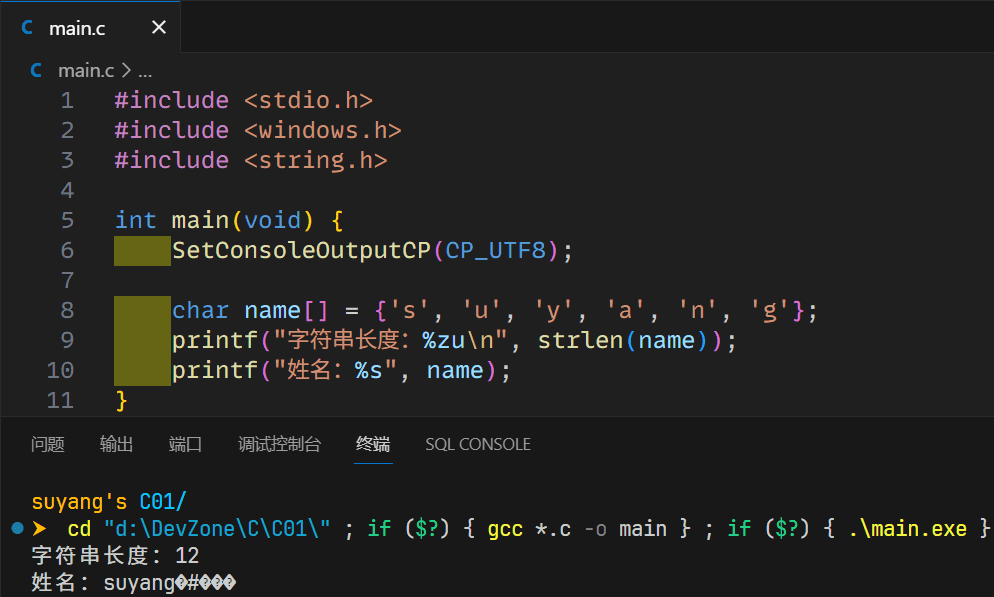 C main.c ×
C main.c > ...
1 #include <stdio.h>
2 #include <windows.h>
3 #include <string.h>
4
5 int main(void) {
6 SetConsoleOutputCP(CP_UTF8);
7
8 char name[] = {'s', 'u', 'y', 'a', 'n', 'g'};
9 printf("字符串长度：%zu\n", strlen(name));
10 printf("姓名：%s", name);
11 }
问题 输出 端口 调试控制台 终端 SQL CONSOLE
suyang's C01/
cd "d:\DevZone\C\C01\" ; if ($?) { gcc *.c -o main } ; if ($?) { .\main.exe }
字符串长度：12
姓名：suyang�#���